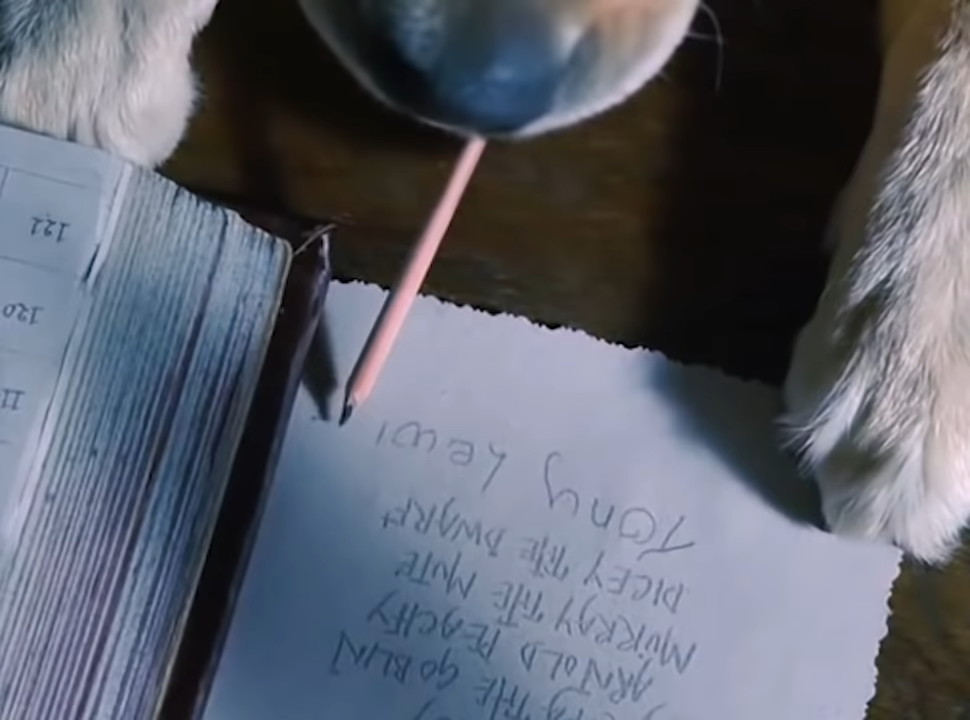 THE GOBLIN
ARNOLD PEACHY
MURRAY THE MUTE
DICEY THE DWARF
Tony Lewi
120
121